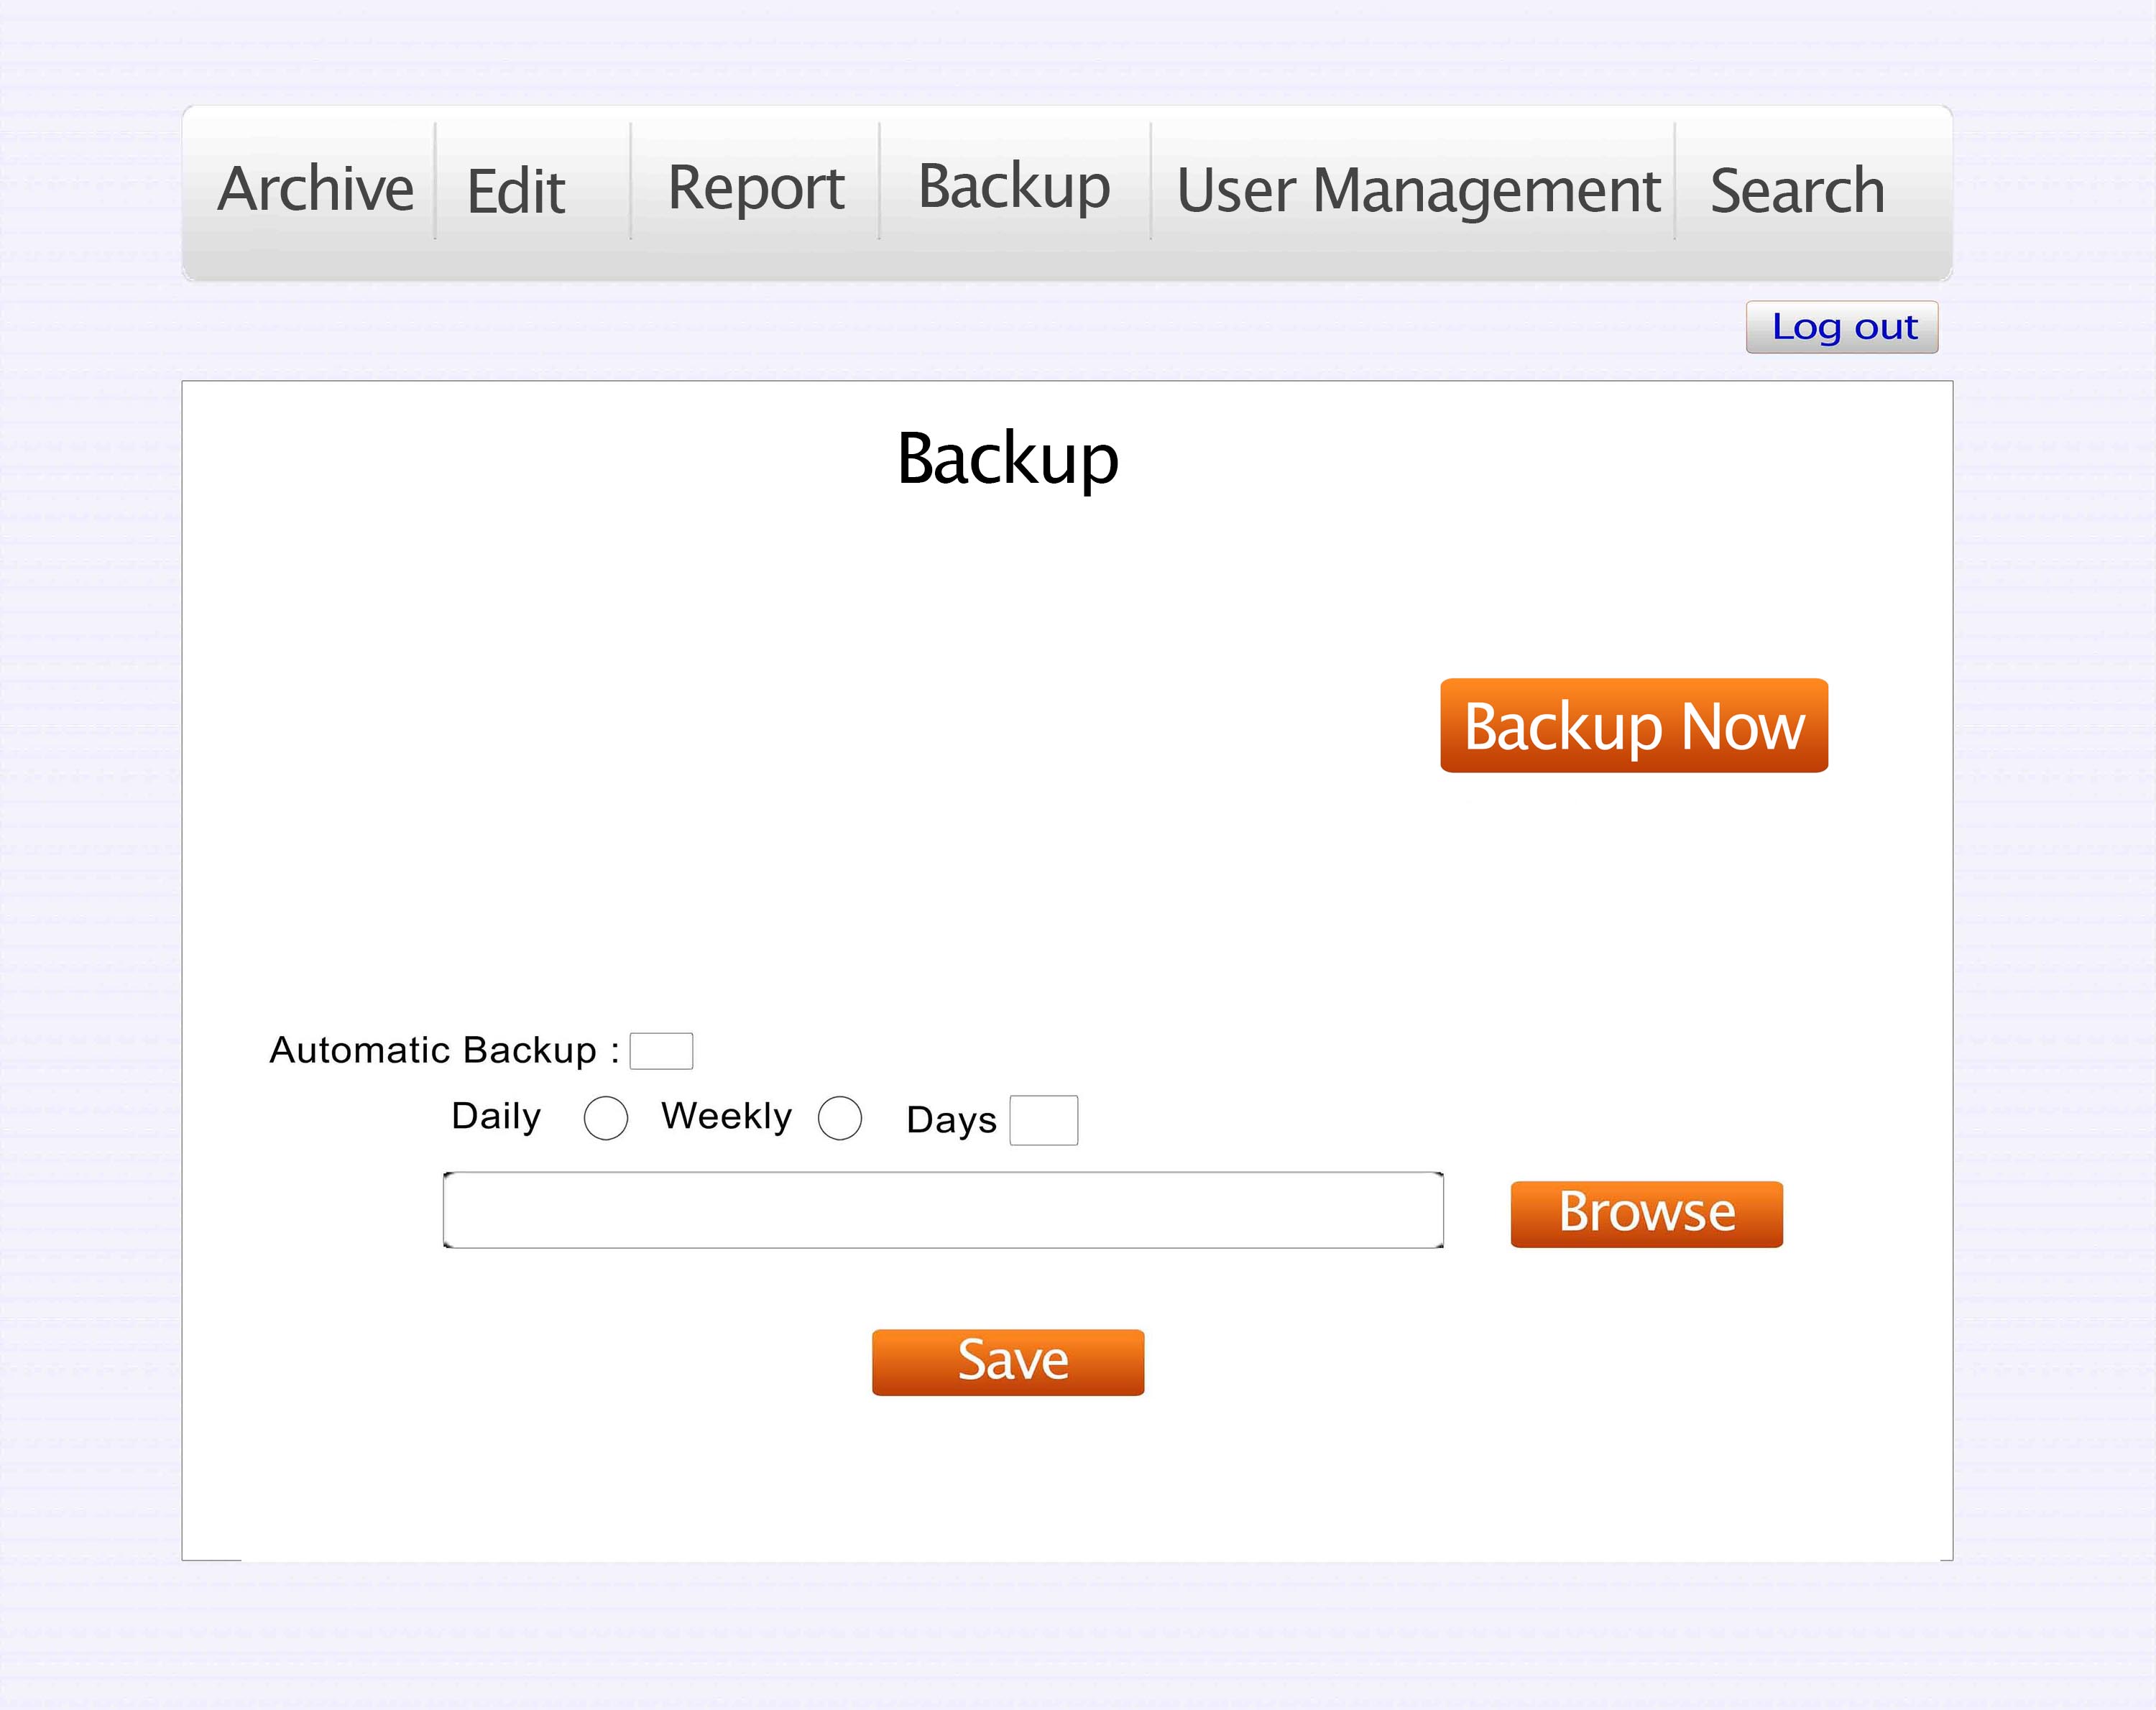 Archive Edit Report Backup User Management Search
Log out
Backup
Backup Now
Automatic Backup :
Daily Weekly Days
Browse
Save